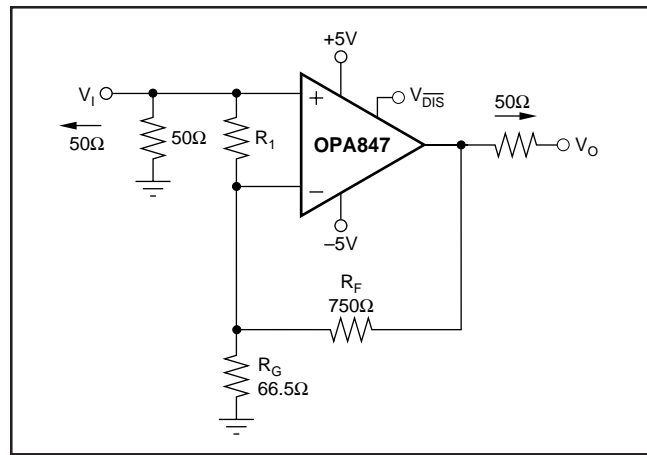 +5V
V_I
50Ω
50Ω
R_1
+
−
OPA847
V_DIS̅
50Ω
V_O
–5V
R_F
750Ω
R_G
66.5Ω